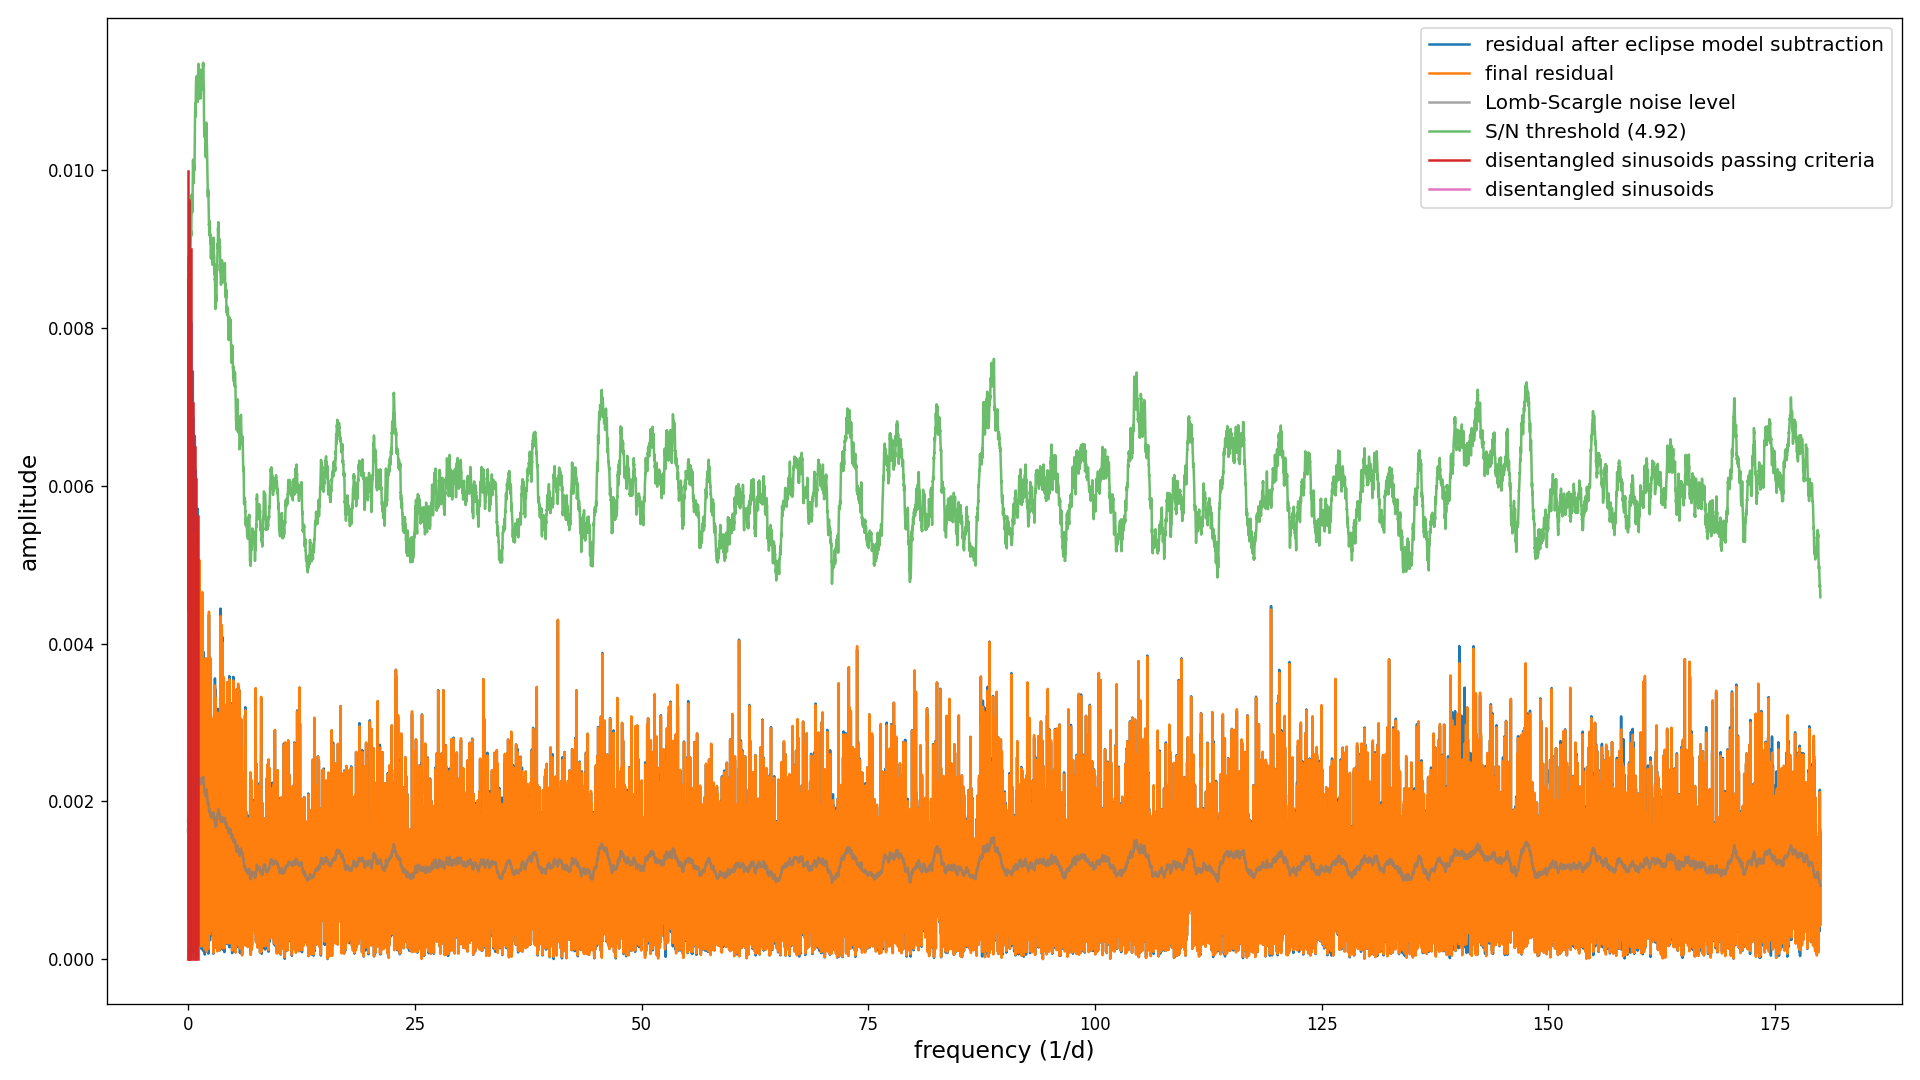 residual after eclipse model subtraction
final residual
Lomb-Scargle noise level
S/N threshold (4.92)
disentangled sinusoids passing criteria
disentangled sinusoids
amplitude
0.010
0.008
0.006
0.004
0.002
0.000
0 25 50 75 100 125 150 175
frequency (1/d)